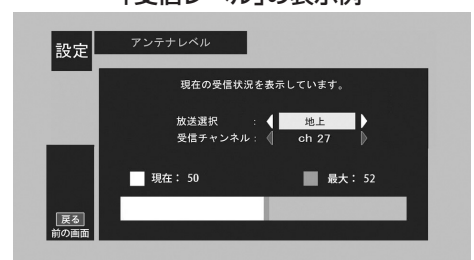 「受信レベル」の表示例
設定
アンテナレベル
現在の受信状況を表示しています。
放送選択 : 地上
受信チャンネル : ch 27
現在： 50 最大： 52
戻る
前の画面